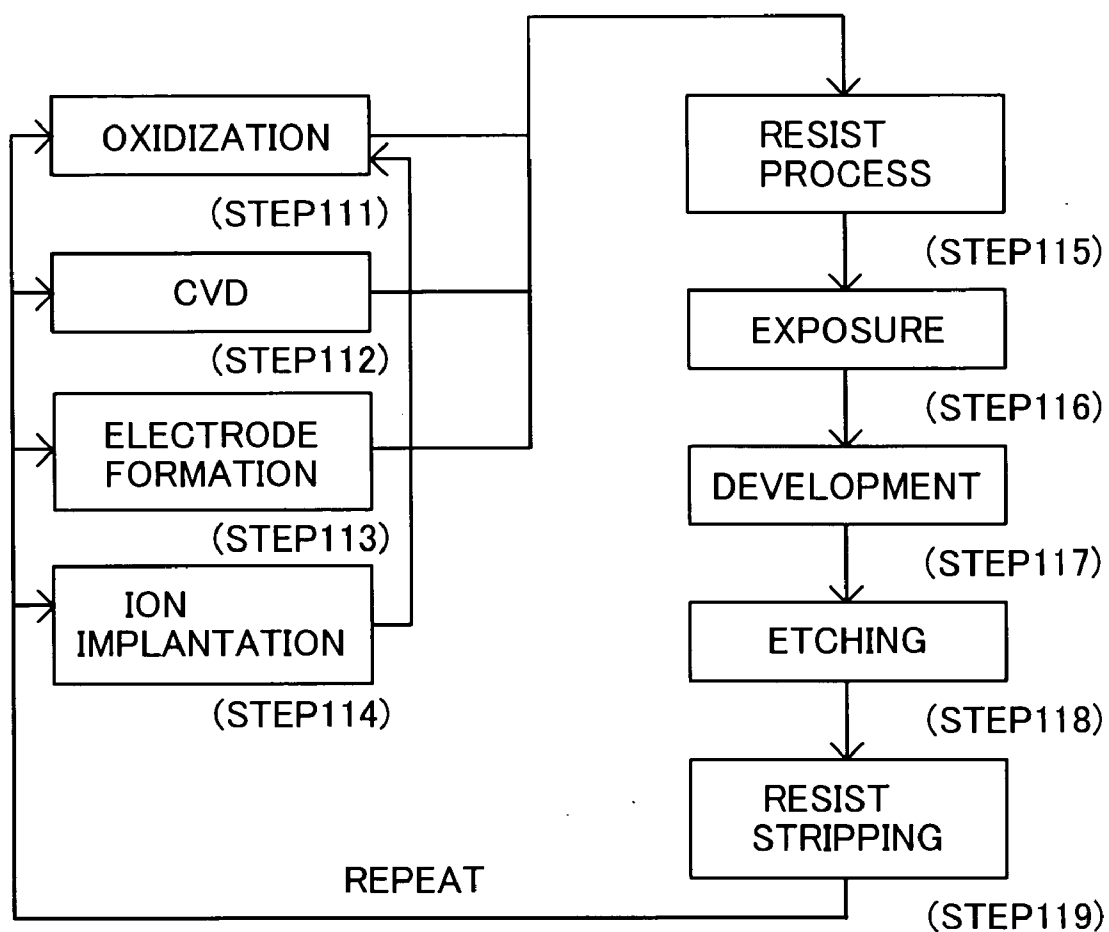 OXIDIZATION
(STEP111)
CVD
(STEP112)
ELECTRODE
FORMATION
(STEP113)
ION
IMPLANTATION
(STEP114)
RESIST
PROCESS
(STEP115)
EXPOSURE
(STEP116)
DEVELOPMENT
(STEP117)
ETCHING
(STEP118)
RESIST
STRIPPING
(STEP119)
REPEAT